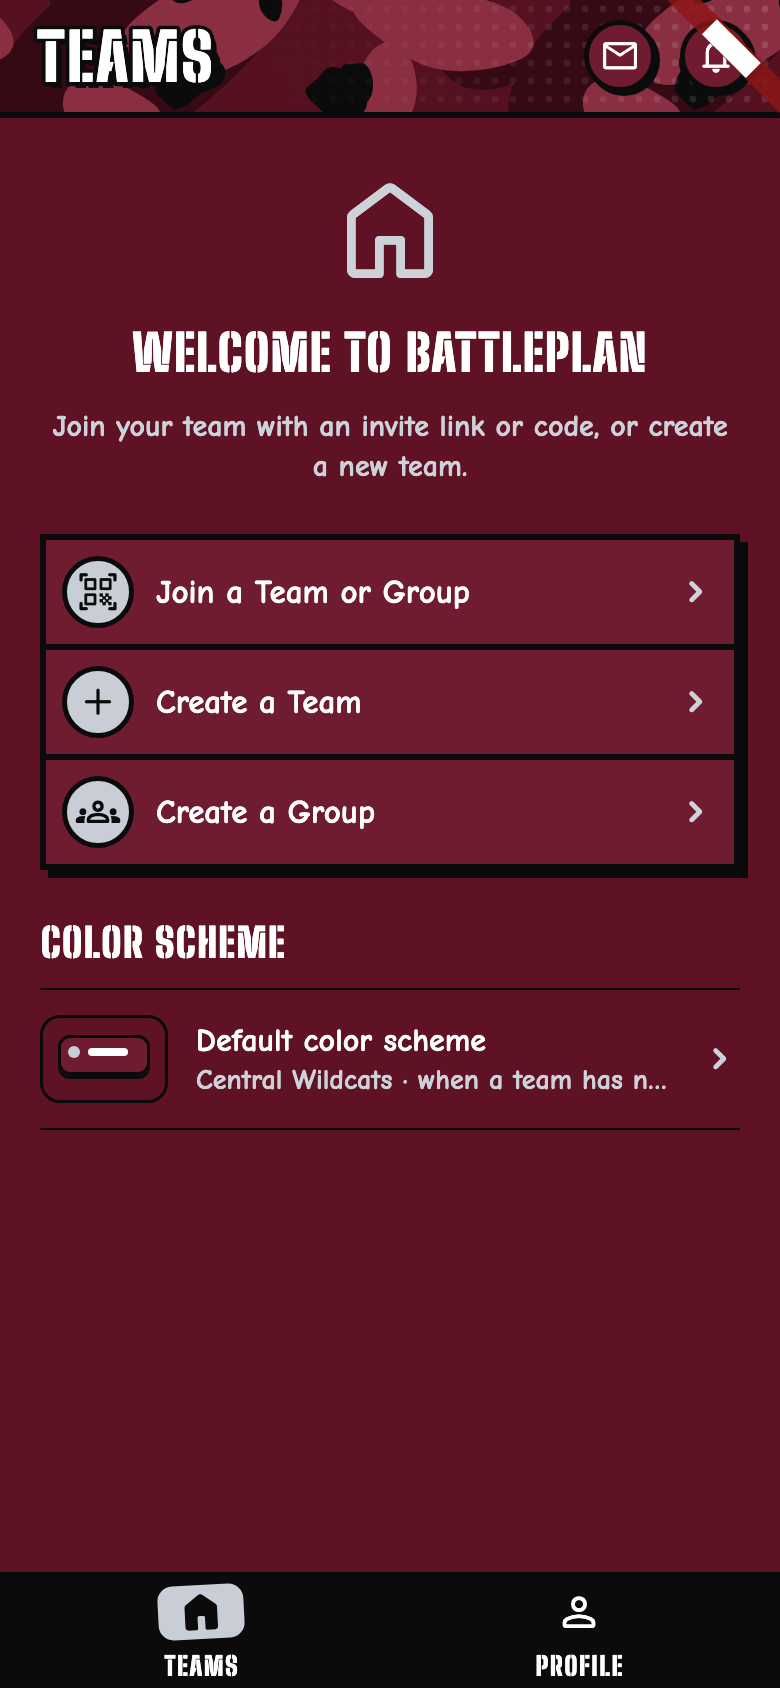 TEAMS
WELCOME TO BATTLEPLAN
Join your team with an invite link or code, or create
a new team.
Join a Team or Group
Create a Team
Create a Group
COLOR SCHEME
Default color scheme
Central Wildcats · when a team has n...
TEAMS
PROFILE